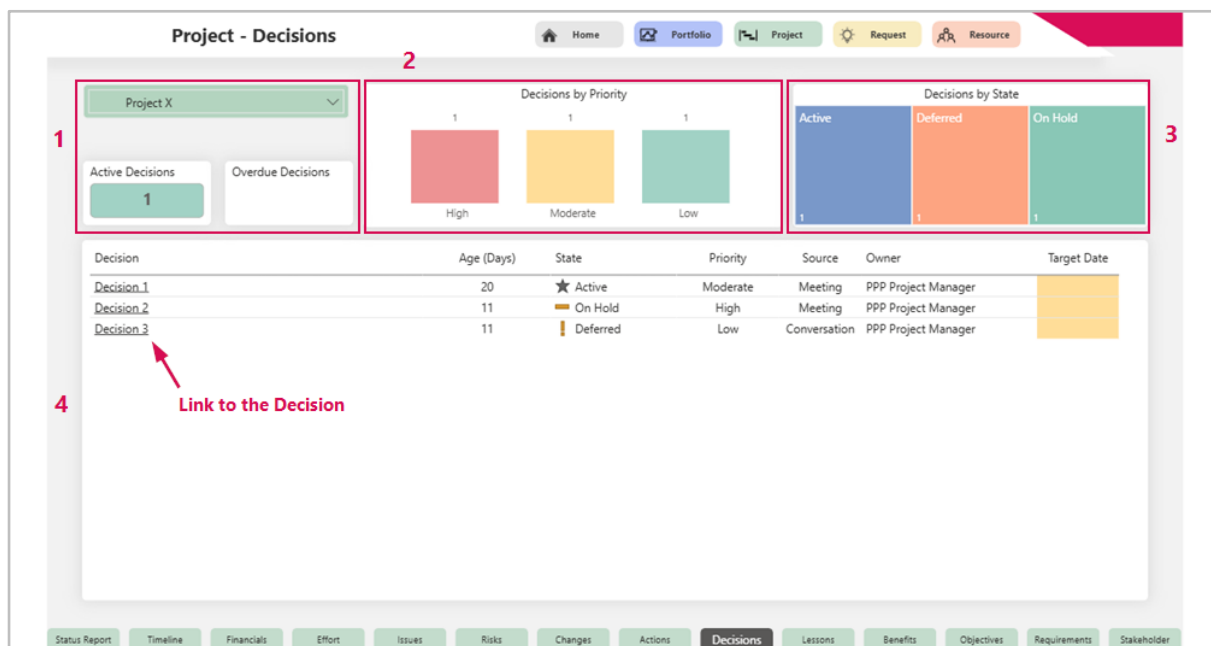 Project - Decisions
Home
Portfolio
Project
Request
Resource
2
1
Project X
Active Decisions
1
Overdue Decisions
Decisions by Priority
1 1 1
High Moderate Low
Decisions by State
Active Deferred On Hold
1 1 1
3
Decision Age (Days) State Priority Source Owner Target Date
Decision 1 20 Active Moderate Meeting PPP Project Manager
Decision 2 11 On Hold High Meeting PPP Project Manager
Decision 3 11 Deferred Low Conversation PPP Project Manager
4
Link to the Decision
Status Report Timeline Financials Effort Issues Risks Changes Actions Decisions Lessons Benefits Objectives Requirements Stakeholder